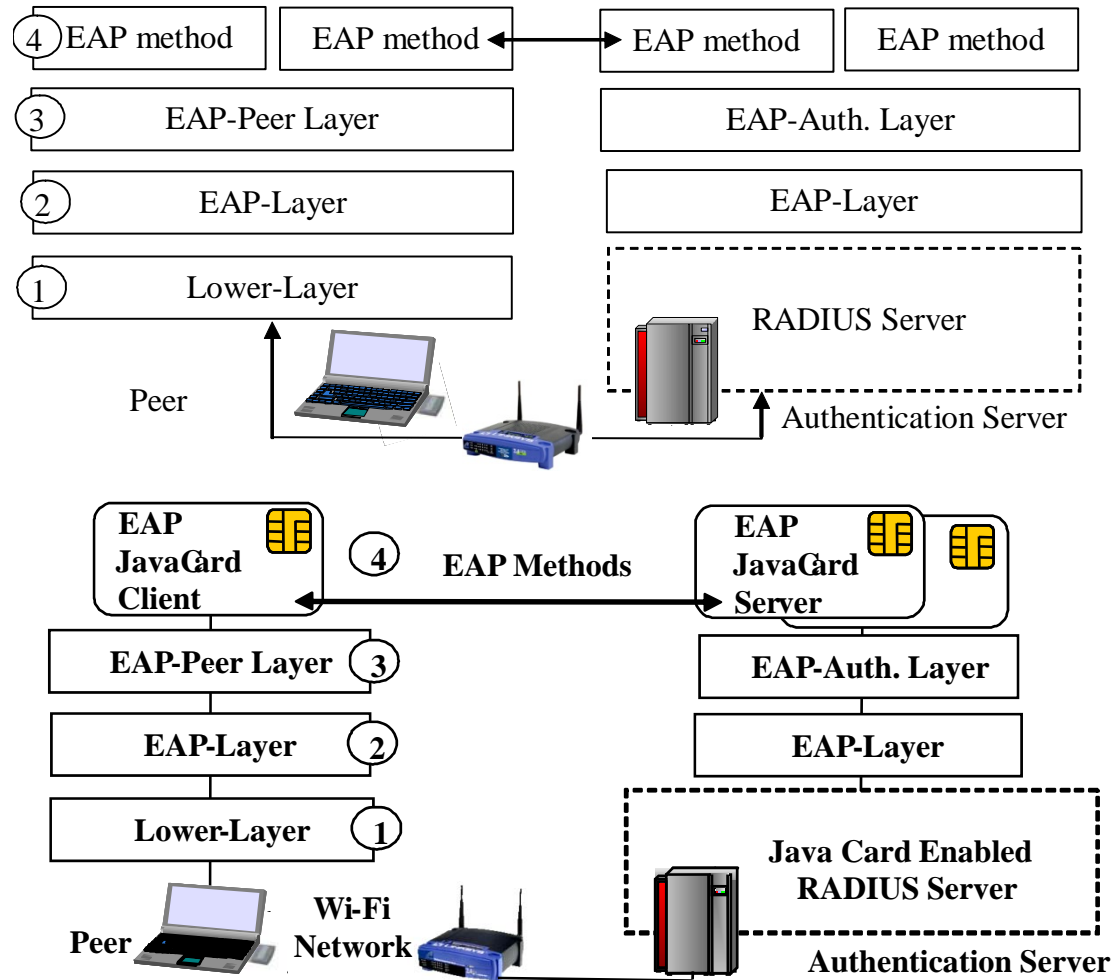 4 EAP method EAP method EAP method EAP method
3 EAP-Peer Layer EAP-Auth. Layer
2 EAP-Layer EAP-Layer
1 Lower-Layer
RADIUS Server
Peer
Authentication Server
EAP
JavaCard
Client
4 EAP Methods
EAP
JavaCard
Server
EAP-Peer Layer 3 EAP-Auth. Layer
EAP-Layer 2 EAP-Layer
Lower-Layer 1
Java Card Enabled
RADIUS Server
Wi-Fi
Network
Peer
Authentication Server